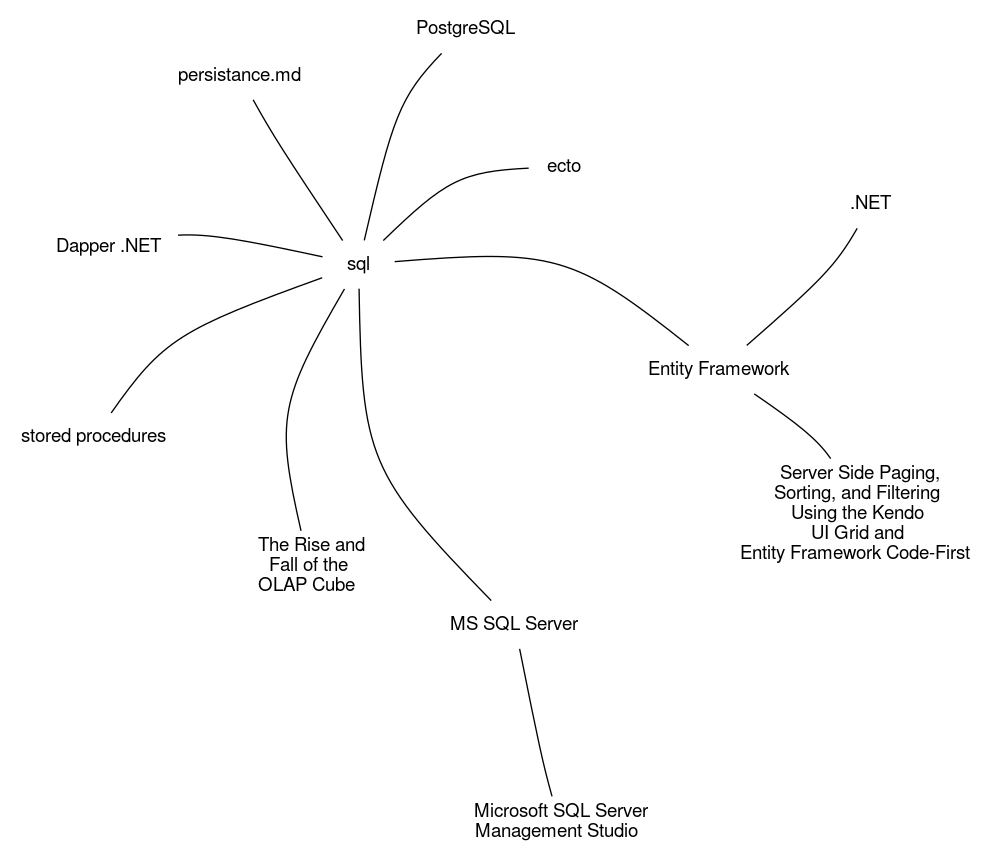 PostgreSQL
persistance.md
ecto
.NET
Dapper .NET
sql
Entity Framework
stored procedures
Server Side Paging,
Sorting, and Filtering
Using the Kendo
UI Grid and
Entity Framework Code-First
The Rise and
Fall of the
OLAP Cube
MS SQL Server
Microsoft SQL Server
Management Studio